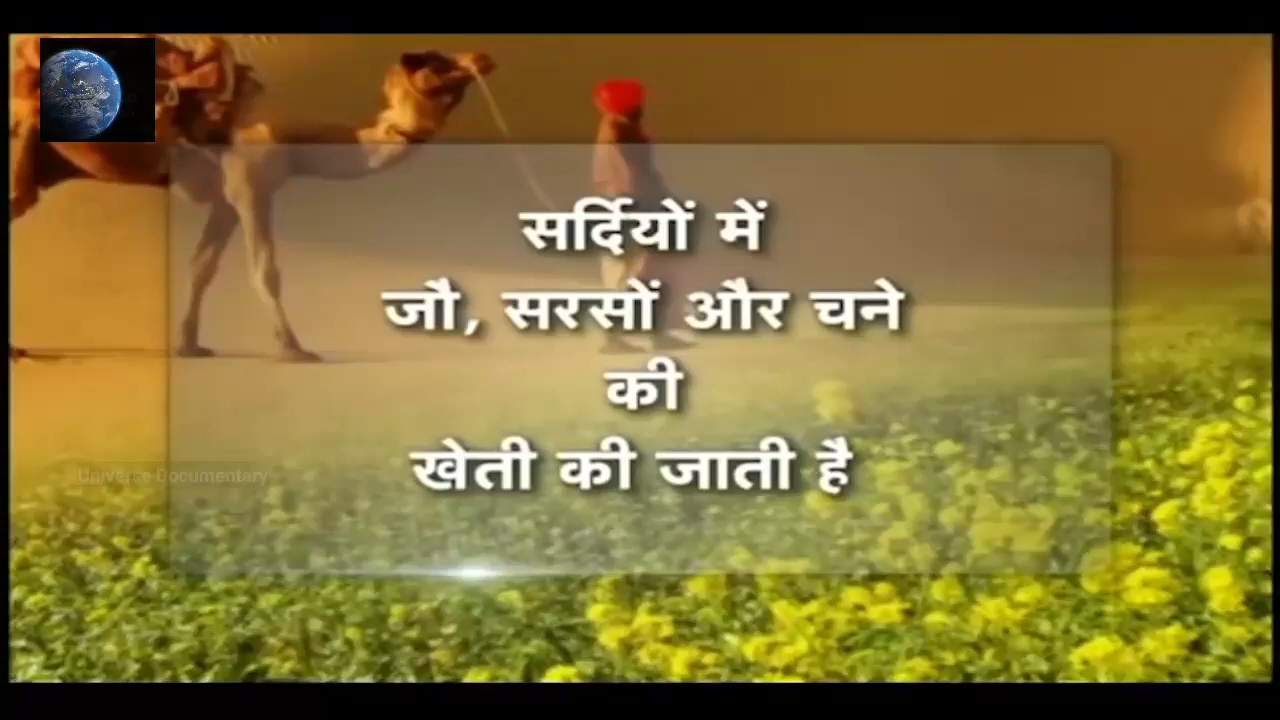 सर्दियों में
जौ, सरसों और चने
की
खेती की जाती है
Universe Documentary